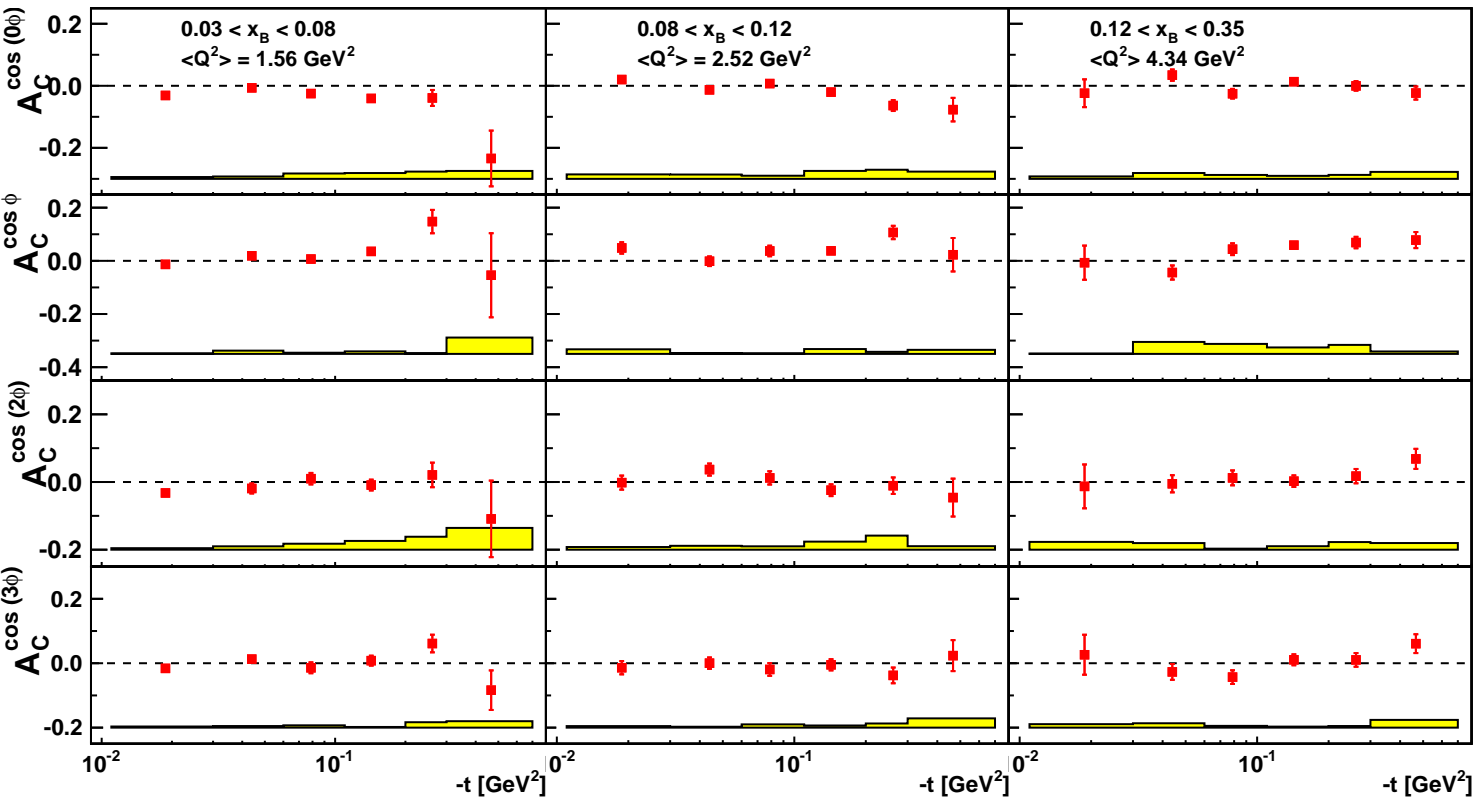 0.03 < x_B < 0.08
<Q²> = 1.56 GeV²
0.08 < x_B < 0.12
<Q²> = 2.52 GeV²
0.12 < x_B < 0.35
<Q²> 4.34 GeV²
A_C^cos (0ϕ)
0.2
0.0
-0.2
A_C^cos ϕ
0.2
0.0
-0.2
-0.4
A_C^cos (2ϕ)
0.2
0.0
-0.2
A_C^cos (3ϕ)
0.2
0.0
-0.2
10⁻² 10⁻¹ 0⁻² 10⁻¹ 0⁻² 10⁻¹
-t [GeV²] -t [GeV²] -t [GeV²]